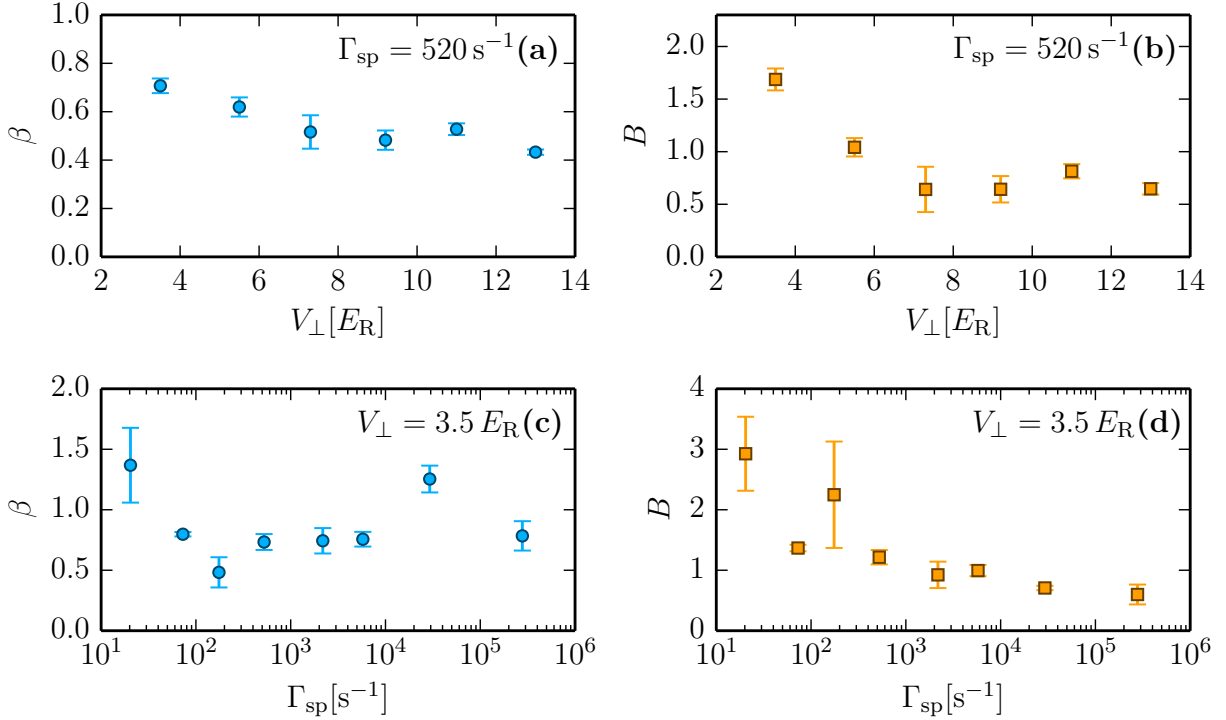 1.0
0.8
0.6
0.4
0.2
0.0
β
Γsp = 520 s⁻¹(a)
2 4 6 8 10 12 14
V⊥[ER]
2.0
1.5
1.0
0.5
0.0
B
Γsp = 520 s⁻¹(b)
2 4 6 8 10 12 14
V⊥[ER]
2.0
1.5
1.0
0.5
0.0
β
V⊥ = 3.5 ER(c)
10¹ 10² 10³ 10⁴ 10⁵ 10⁶
Γsp[s⁻¹]
4
3
2
1
0
B
V⊥ = 3.5 ER(d)
10¹ 10² 10³ 10⁴ 10⁵ 10⁶
Γsp[s⁻¹]